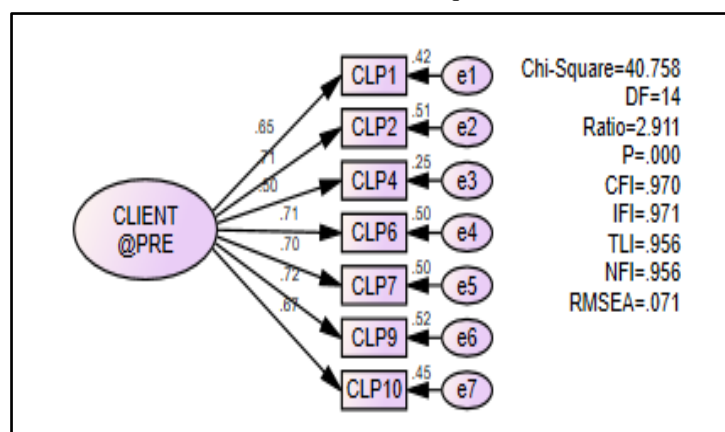 CLIENT
@PRE
.65
.71
.50
.71
.70
.72
.67
CLP1
.42
e1
CLP2
.51
e2
CLP4
.25
e3
CLP6
.50
e4
CLP7
.50
e5
CLP9
.52
e6
CLP10
.45
e7
Chi-Square=40.758
DF=14
Ratio=2.911
P=.000
CFI=.970
IFI=.971
TLI=.956
NFI=.956
RMSEA=.071